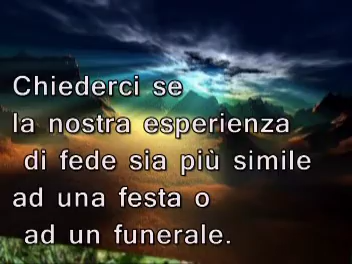 Chiederci se
la nostra esperienza
di fede sia più simile
ad una festa o
ad un funerale.